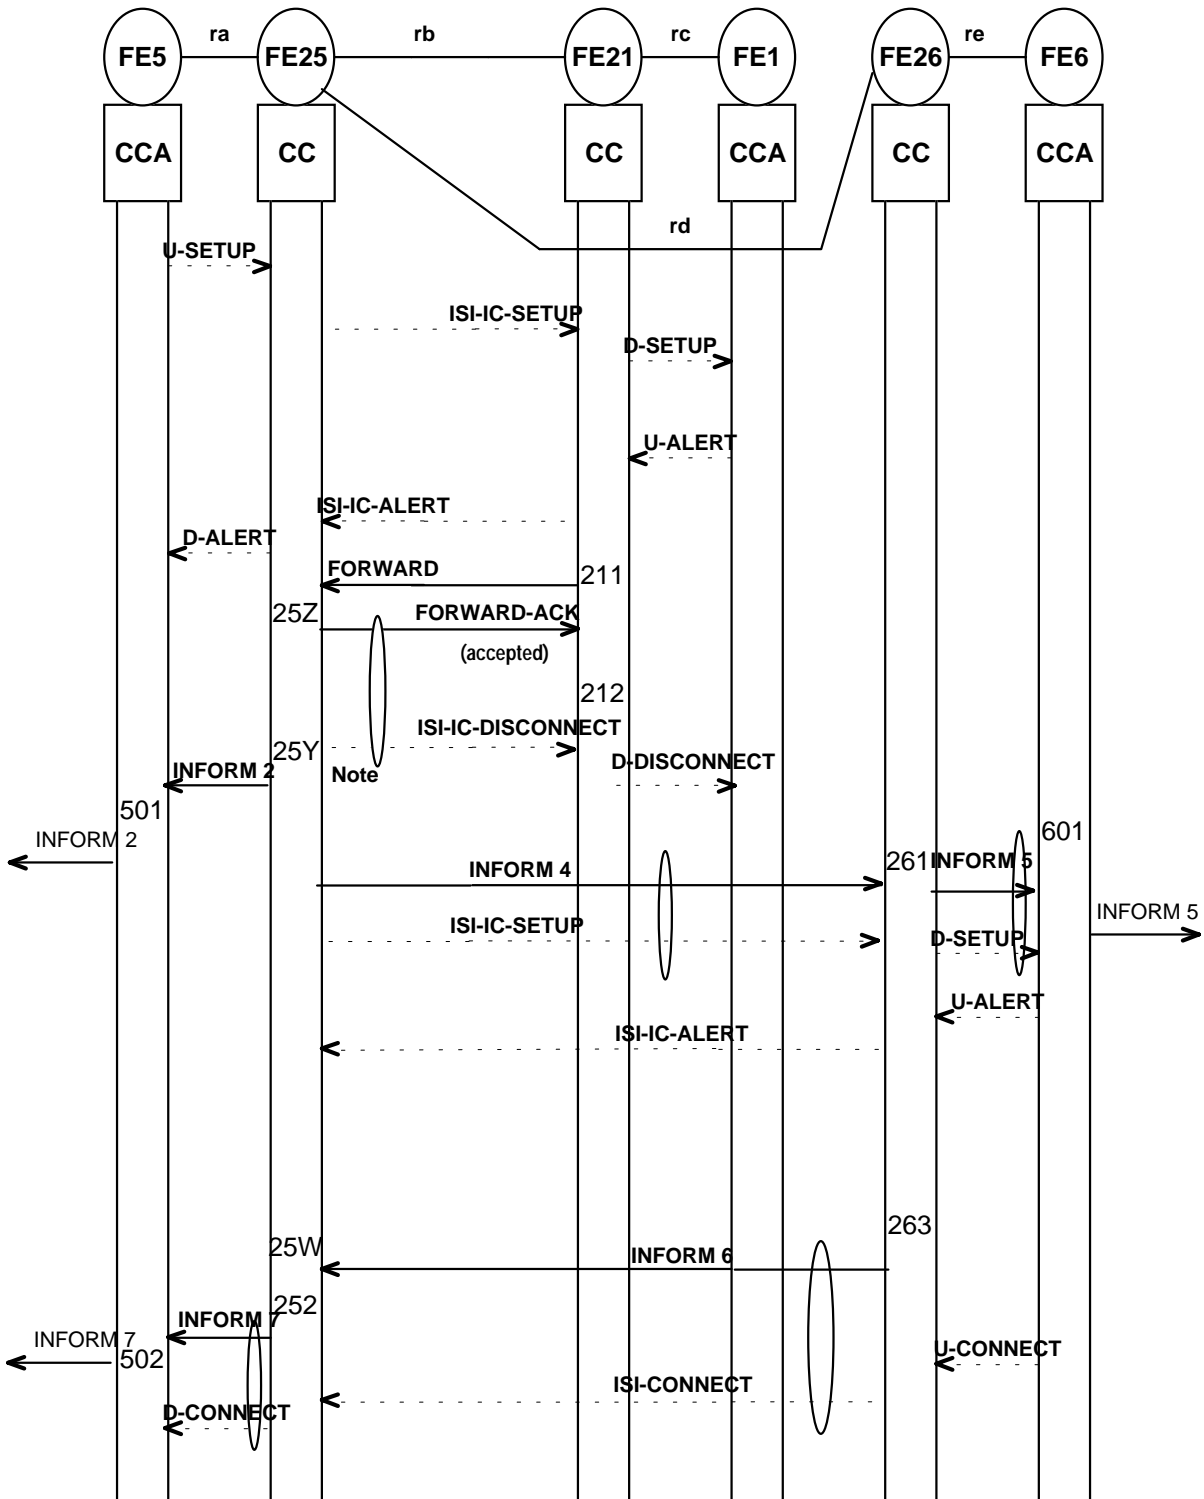 ra rb rc re
FE5 FE25 FE21 FE1 FE26 FE6
CCA CC CC CCA CC CCA
rd
U-SETUP
ISI-IC-SETUP
D-SETUP
U-ALERT
ISI-IC-ALERT
D-ALERT
FORWARD 211
25Z FORWARD-ACK
(accepted)
212
ISI-IC-DISCONNECT
25Y
D-DISCONNECT
INFORM 2 Note
501
601
INFORM 2
INFORM 4 261 INFORM 5
INFORM 5
ISI-IC-SETUP
D-SETUP
U-ALERT
ISI-IC-ALERT
263
25W INFORM 6
252
INFORM 7
INFORM 7
502
U-CONNECT
ISI-CONNECT
D-CONNECT